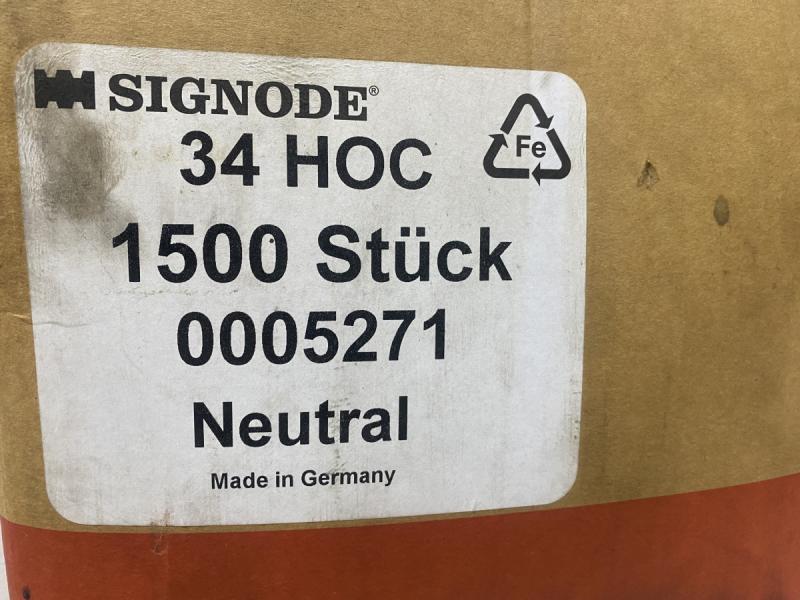 SIGNODE®
34 HOC
Fe
1500 Stück
0005271
Neutral
Made in Germany